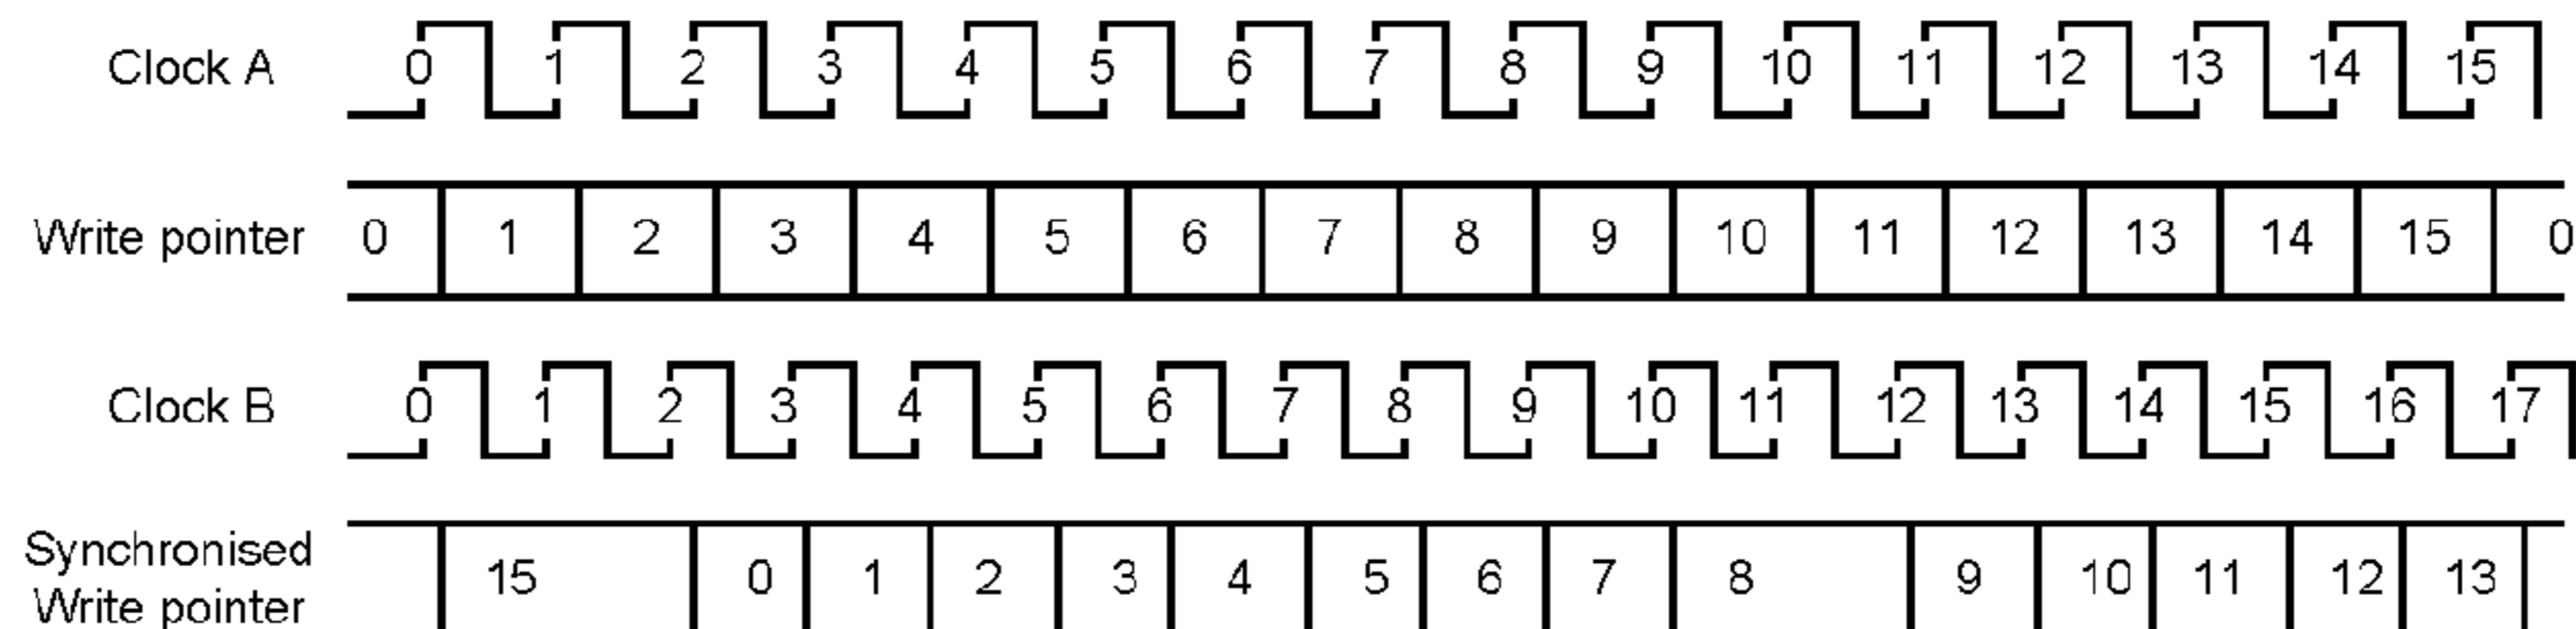 Clock A 0 1 2 3 4 5 6 7 8 9 10 11 12 13 14 15
Write pointer 0 1 2 3 4 5 6 7 8 9 10 11 12 13 14 15 0
Clock B 0 1 2 3 4 5 6 7 8 9 10 11 12 13 14 15 16 17
Synchronised
Write pointer 15 0 1 2 3 4 5 6 7 8 9 10 11 12 13